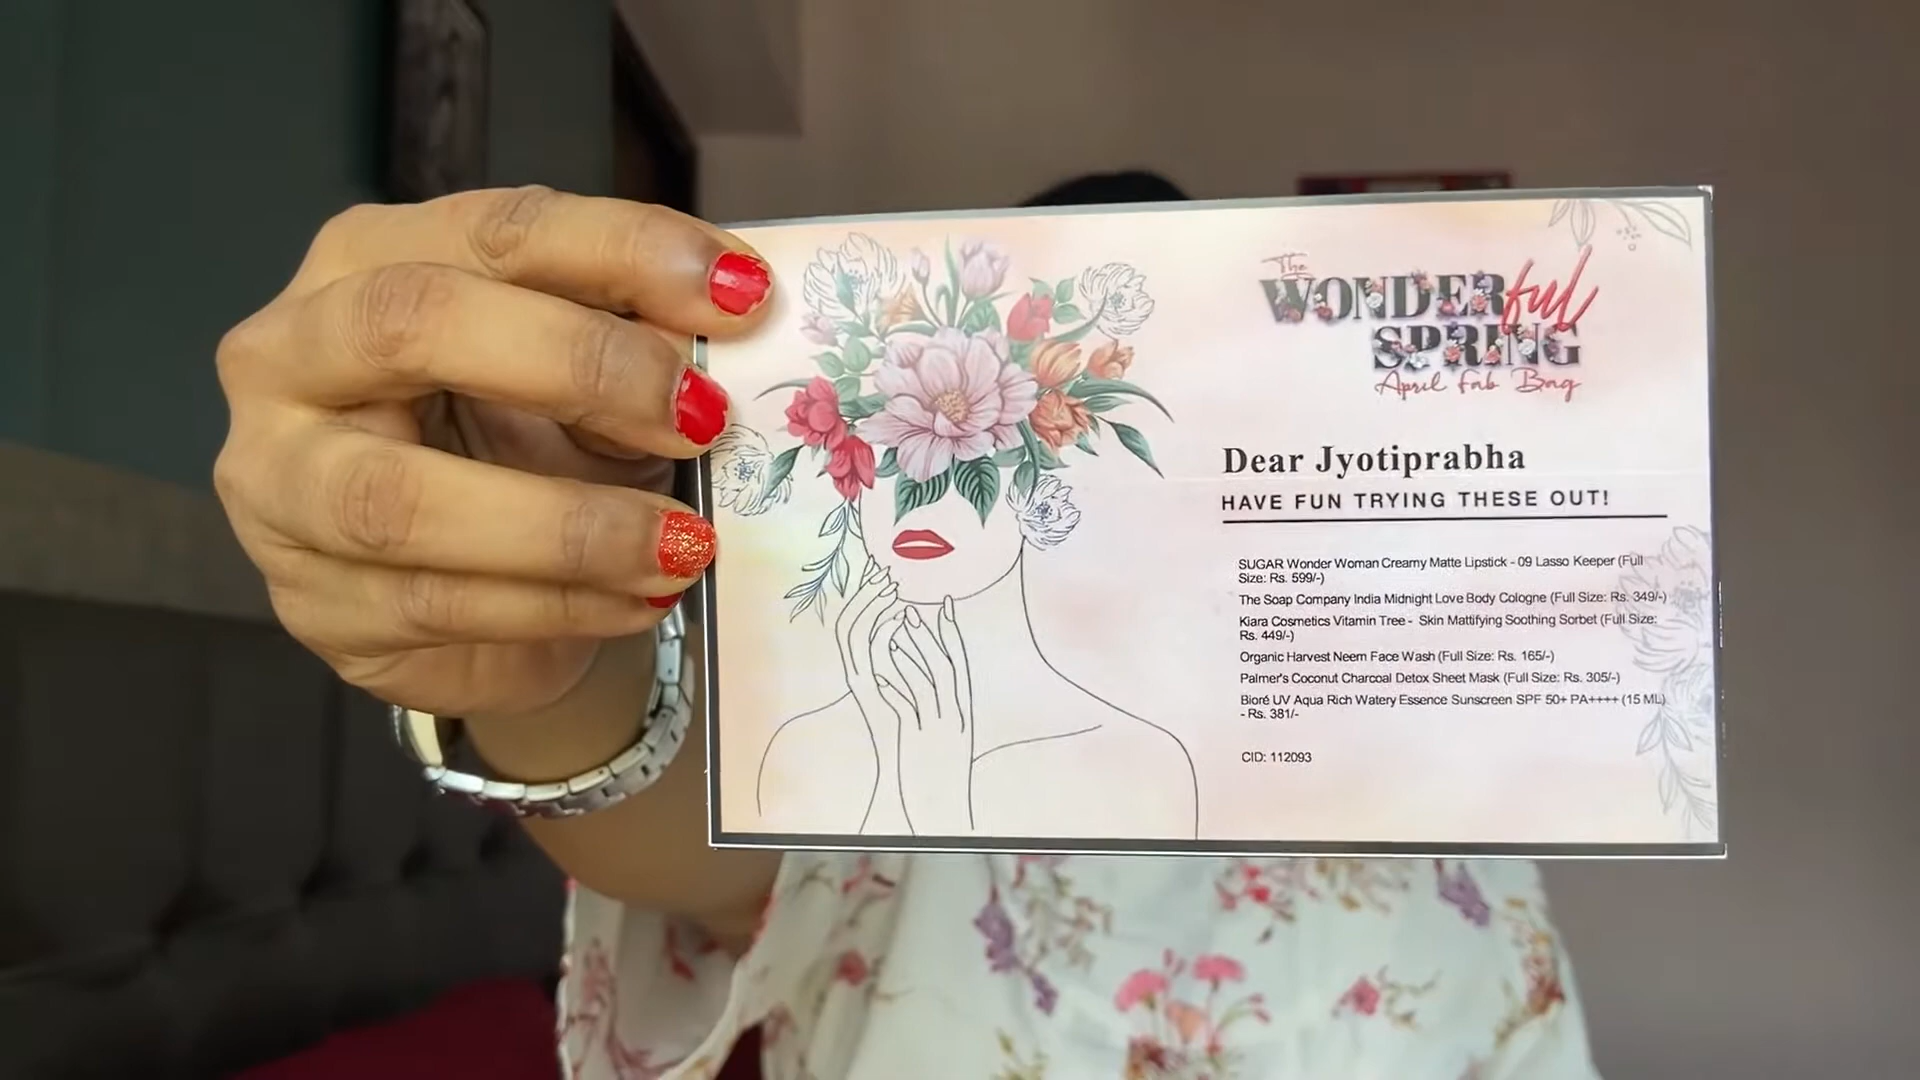 The
WONDERful
SPRING
April Fab Bag
Dear Jyotiprabha
HAVE FUN TRYING THESE OUT!
SUGAR Wonder Woman Creamy Matte Lipstick - 09 Lasso Keeper (Full
Size: Rs. 599/-)
The Soap Company India Midnight Love Body Cologne (Full Size: Rs. 349/-)
Kiara Cosmetics Vitamin Tree - Skin Mattifying Soothing Sorbet (Full Size:
Rs. 449/-)
Organic Harvest Neem Face Wash (Full Size: Rs. 165/-)
Palmer's Coconut Charcoal Detox Sheet Mask (Full Size: Rs. 305/-)
Bioré UV Aqua Rich Watery Essence Sunscreen SPF 50+ PA++++ (15 ML)
- Rs. 381/-
CID: 112093